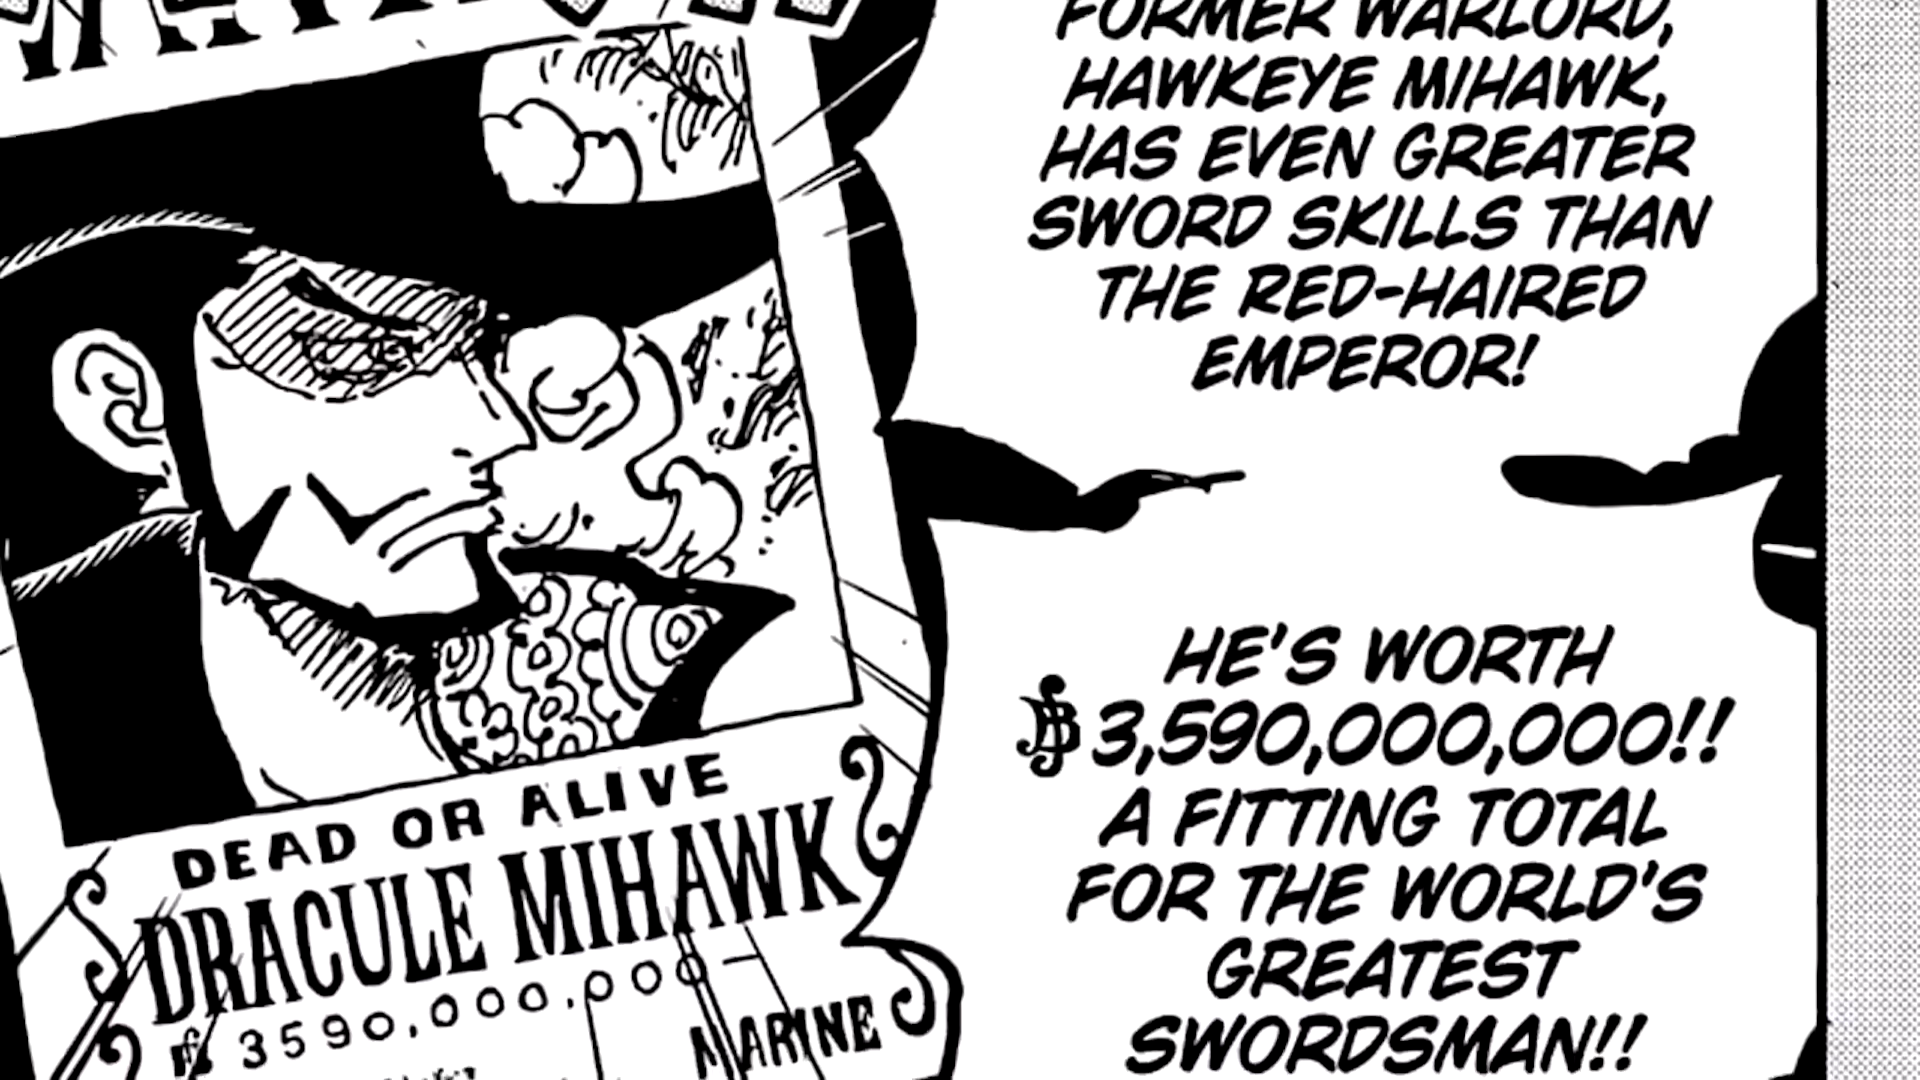 DEAD OR ALIVE
DRACULE MIHAWK
3590,000,000-
MARINE
FORMER WARLORD,
HAWKEYE MIHAWK,
HAS EVEN GREATER
SWORD SKILLS THAN
THE RED-HAIRED
EMPEROR!
HE'S WORTH
3,590,000,000!!
A FITTING TOTAL
FOR THE WORLD'S
GREATEST
SWORDSMAN!!